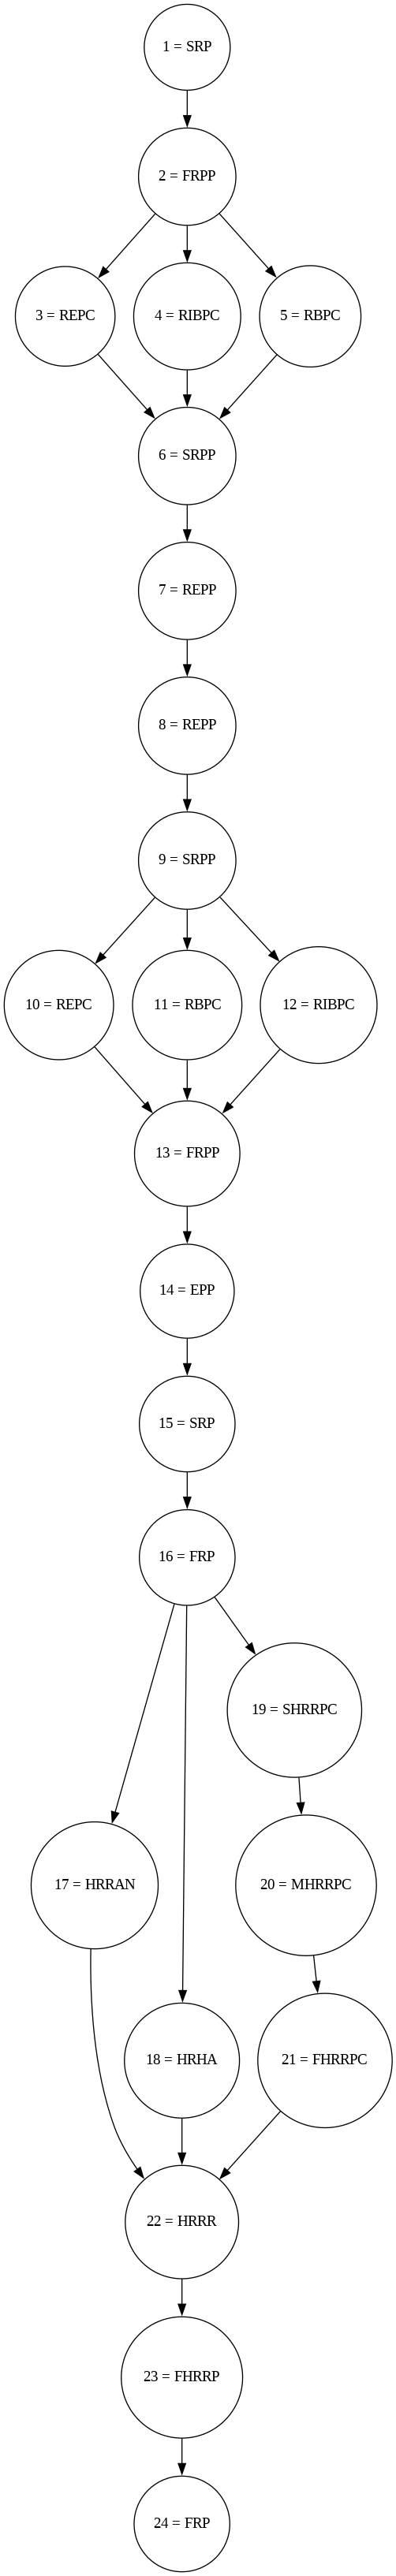 1 = SRP
2 = FRPP
3 = REPC
4 = RIBPC
5 = RBPC
6 = SRPP
7 = REPP
8 = REPP
9 = SRPP
10 = REPC
11 = RBPC
12 = RIBPC
13 = FRPP
14 = EPP
15 = SRP
16 = FRP
19 = SHRRPC
17 = HRRAN
20 = MHRRPC
18 = HRHA
21 = FHRRPC
22 = HRRR
23 = FHRRP
24 = FRP